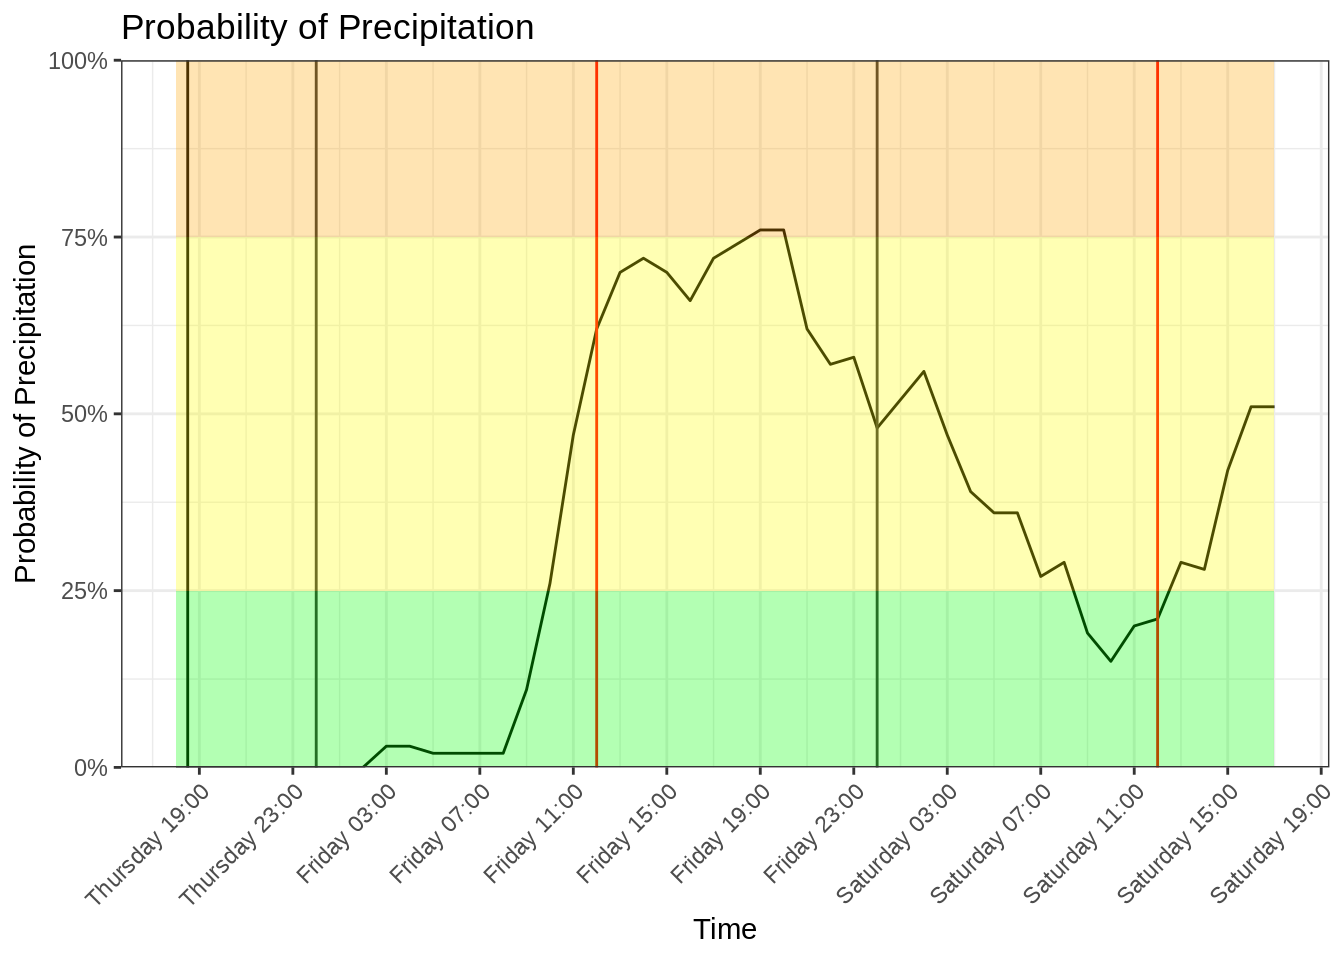 Probability of Precipitation
Probability of Precipitation
100%
75%
50%
25%
0%
Thursday 19:00
Thursday 23:00
Friday 03:00
Friday 07:00
Friday 11:00
Friday 15:00
Friday 19:00
Friday 23:00
Saturday 03:00
Saturday 07:00
Saturday 11:00
Saturday 15:00
Saturday 19:00
Time